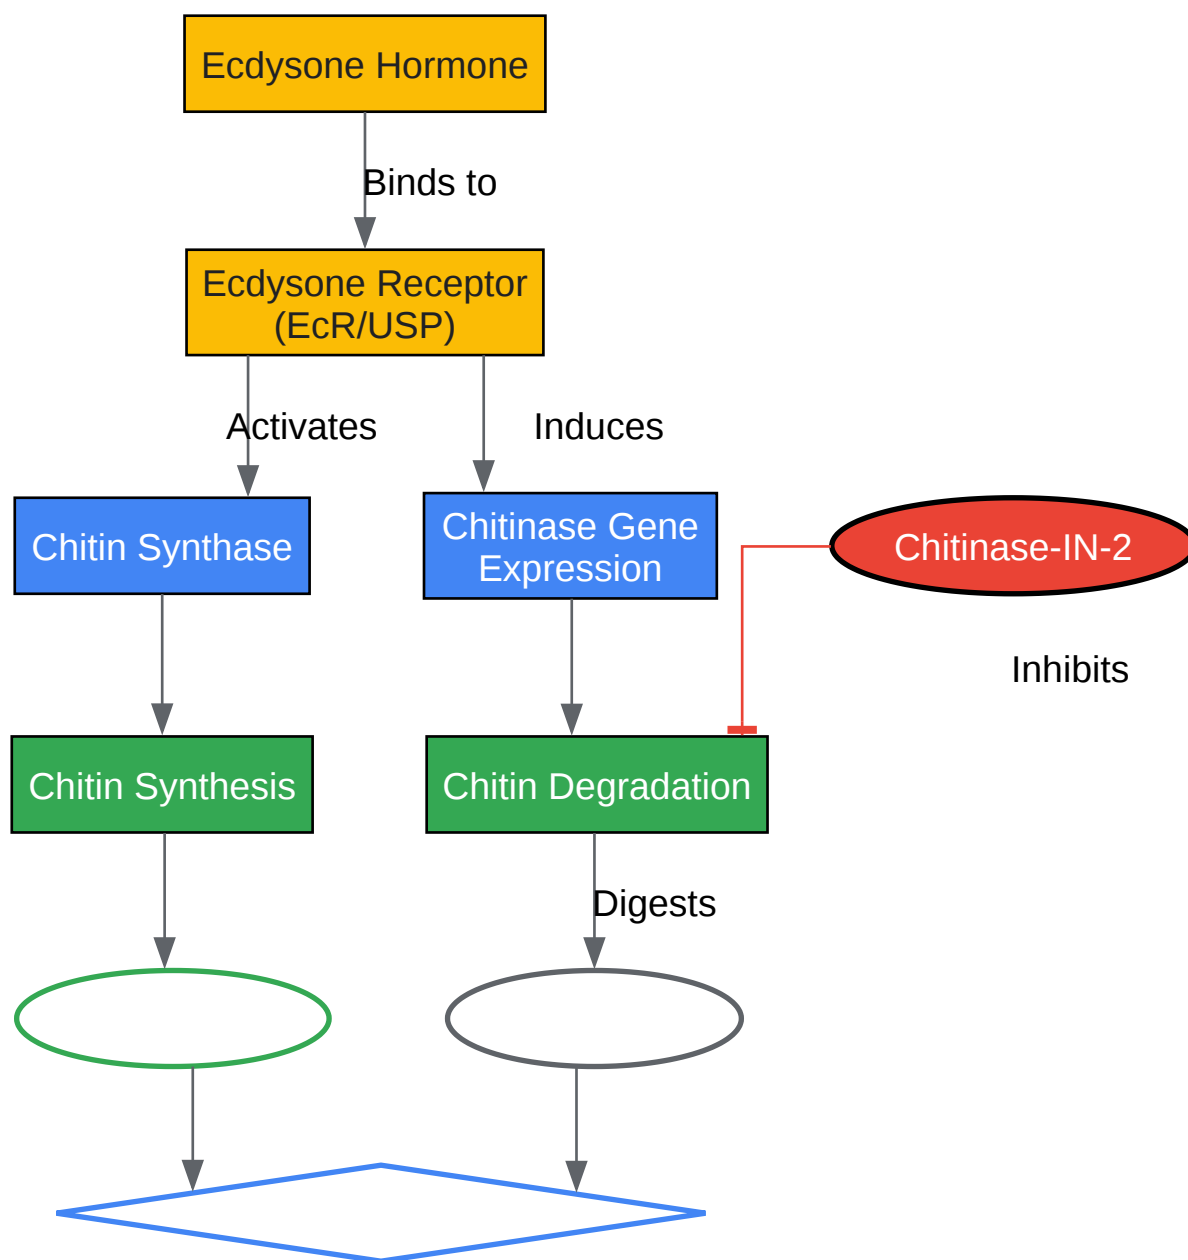 Ecdysone Hormone
Binds to
Ecdysone Receptor
(EcR/USP)
Activates
Induces
Chitin Synthase
Chitinase Gene
Expression
Chitinase-IN-2
Inhibits
Chitin Synthesis
Chitin Degradation
Digests